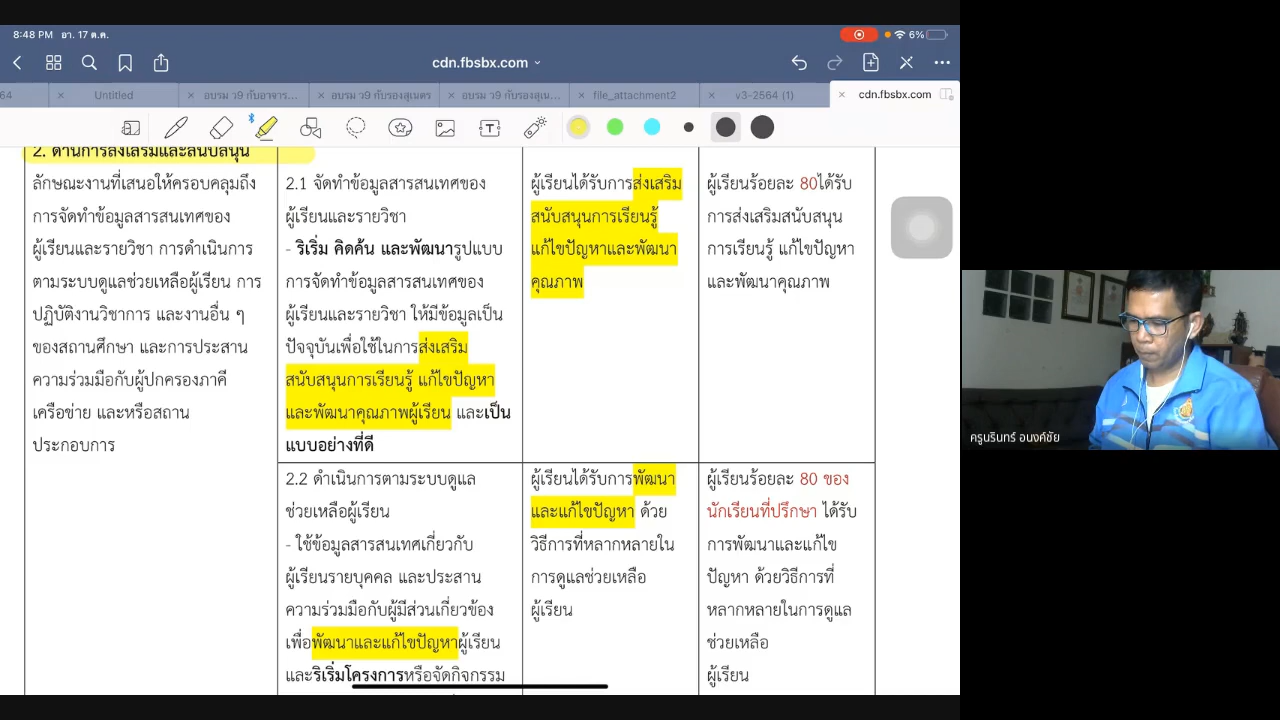 8:48 PM อา. 17 ต.ค.
6%
cdn.fbsbx.com
64
Untitled
อบรม ว9 กับอาจาร...
อบรม ว9 กับรองสุเนตร
อบรม ว9 กับรองสุเน...
file_attachment2
v3-2564 (1)
cdn.fbsbx.com
2. ด้านการส่งเสริมและสนับสนุน
ลักษณะงานที่เสนอให้ครอบคลุมถึง
การจัดทำข้อมูลสารสนเทศของ
ผู้เรียนและรายวิชา การดำเนินการ
ตามระบบดูแลช่วยเหลือผู้เรียน การ
ปฏิบัติงานวิชาการ และงานอื่น ๆ
ของสถานศึกษา และการประสาน
ความร่วมมือกับผู้ปกครองภาคี
เครือข่าย และหรือสถาน
ประกอบการ
2.1 จัดทำข้อมูลสารสนเทศของ
ผู้เรียนและรายวิชา
- ริเริ่ม คิดค้น และพัฒนารูปแบบ
การจัดทำข้อมูลสารสนเทศของ
ผู้เรียนและรายวิชา ให้มีข้อมูลเป็น
ปัจจุบันเพื่อใช้ในการส่งเสริม
สนับสนุนการเรียนรู้ แก้ไขปัญหา
และพัฒนาคุณภาพผู้เรียน และเป็น
แบบอย่างที่ดี
ผู้เรียนได้รับการส่งเสริม
สนับสนุนการเรียนรู้
แก้ไขปัญหาและพัฒนา
คุณภาพ
ผู้เรียนร้อยละ 80ได้รับ
การส่งเสริมสนับสนุน
การเรียนรู้ แก้ไขปัญหา
และพัฒนาคุณภาพ
2.2 ดำเนินการตามระบบดูแล
ช่วยเหลือผู้เรียน
- ใช้ข้อมูลสารสนเทศเกี่ยวกับ
ผู้เรียนรายบุคคล และประสาน
ความร่วมมือกับผู้มีส่วนเกี่ยวข้อง
เพื่อพัฒนาและแก้ไขปัญหาผู้เรียน
และริเริ่มโครงการหรือจัดกิจกรรม
ผู้เรียนได้รับการพัฒนา
และแก้ไขปัญหา ด้วย
วิธีการที่หลากหลายใน
การดูแลช่วยเหลือ
ผู้เรียน
ผู้เรียนร้อยละ 80 ของ
นักเรียนที่ปรึกษา ได้รับ
การพัฒนาและแก้ไข
ปัญหา ด้วยวิธีการที่
หลากหลายในการดูแล
ช่วยเหลือ
ผู้เรียน
ครูนรินทร์ อนงค์ชัย